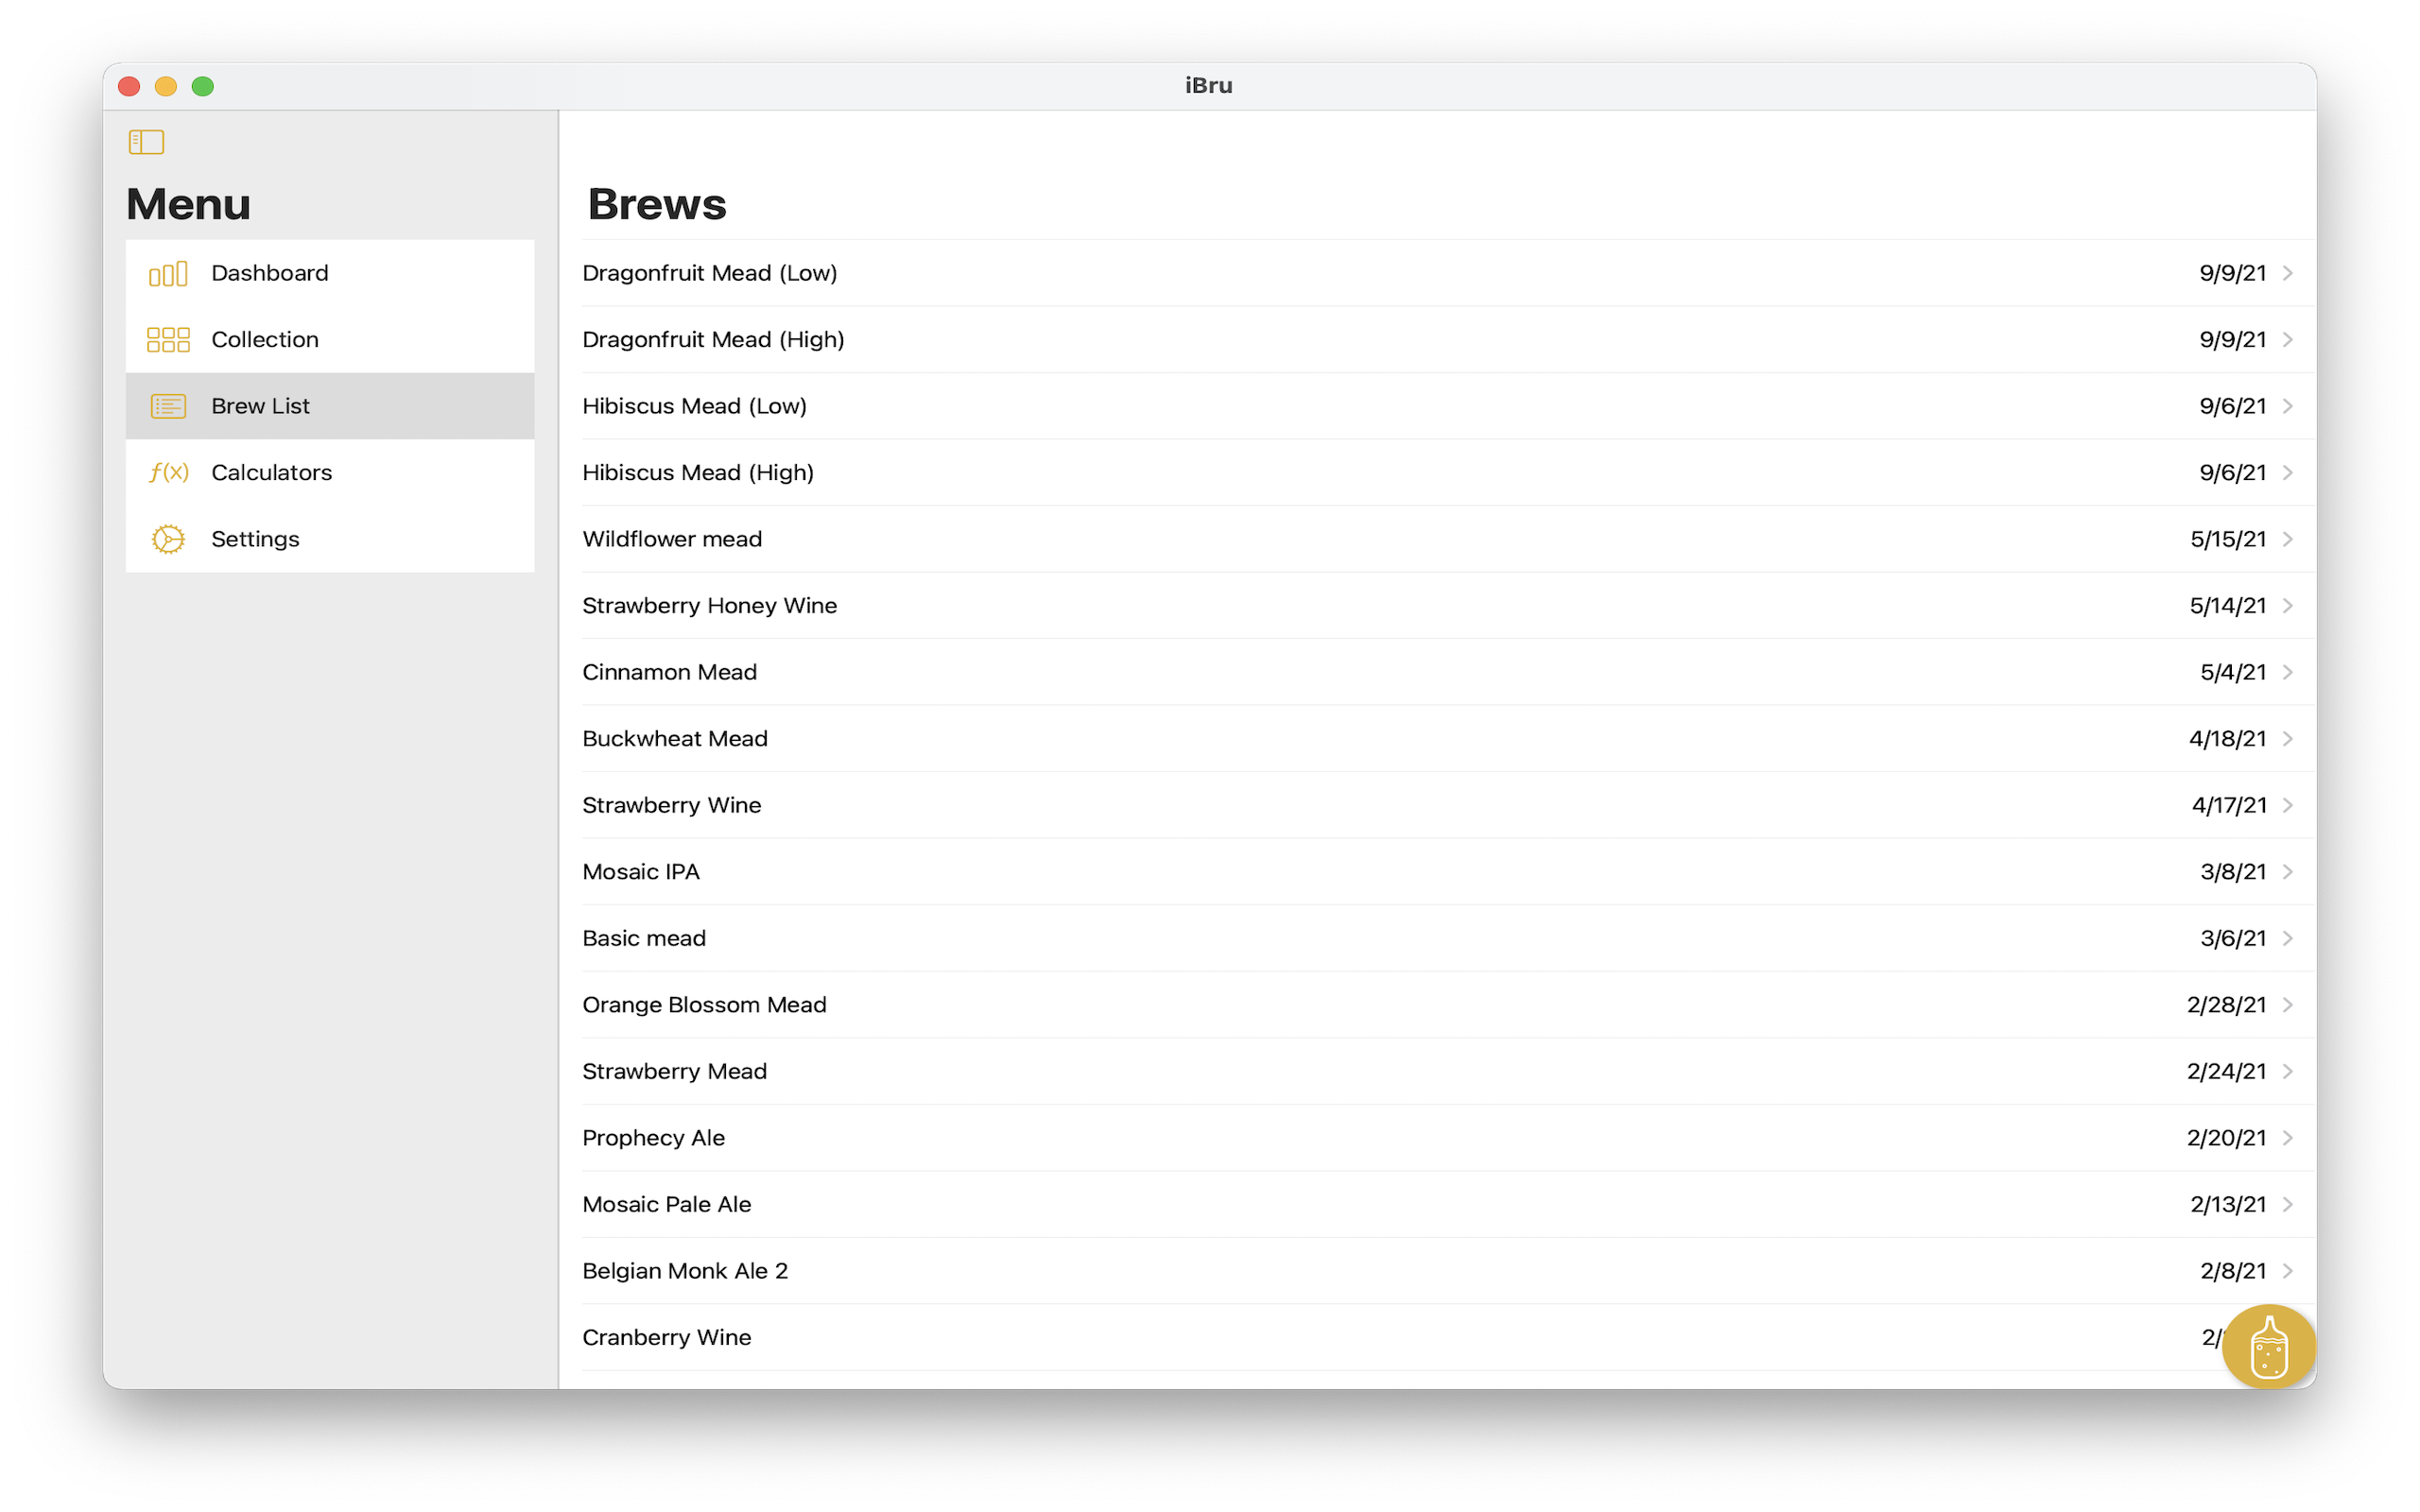 iBru
Menu
Dashboard
Collection
Brew List
f(x) Calculators
Settings
Brews
Dragonfruit Mead (Low) 9/9/21
Dragonfruit Mead (High) 9/9/21
Hibiscus Mead (Low) 9/6/21
Hibiscus Mead (High) 9/6/21
Wildflower mead 5/15/21
Strawberry Honey Wine 5/14/21
Cinnamon Mead 5/4/21
Buckwheat Mead 4/18/21
Strawberry Wine 4/17/21
Mosaic IPA 3/8/21
Basic mead 3/6/21
Orange Blossom Mead 2/28/21
Strawberry Mead 2/24/21
Prophecy Ale 2/20/21
Mosaic Pale Ale 2/13/21
Belgian Monk Ale 2 2/8/21
Cranberry Wine